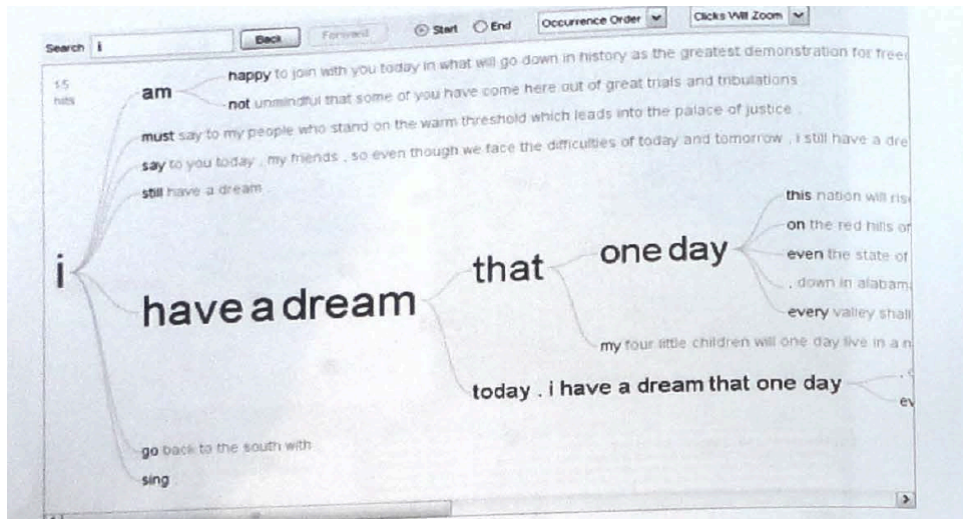 Search i Back Forward Start End Occurrence Order Clicks Will Zoom
15
hits
am
happy to join with you today in what will go down in history as the greatest demonstration for free
not unmindful that some of you have come here out of great trials and tribulations
must say to my people who stand on the warm threshold which leads into the palace of justice .
say to you today , my friends , so even though we face the difficulties of today and tomorrow , i still have a dre
still have a dream .
i
have a dream
that
one day
this nation will ris
on the red hills of
even the state of
, down in alabam
every valley shall
my four little children will one day live in a n
today . i have a dream that one day
ev
go back to the south with
sing